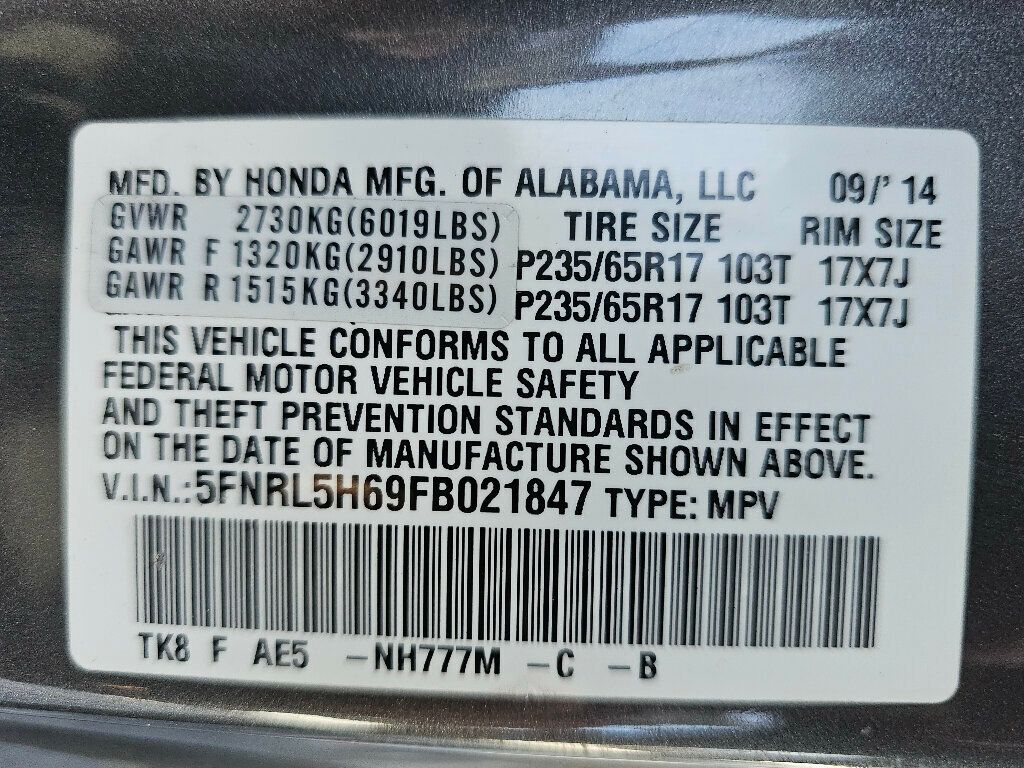 MFD. BY HONDA MFG. OF ALABAMA, LLC 09/' 14
GVWR 2730KG(6019LBS) TIRE SIZE RIM SIZE
GAWR F 1320KG(2910LBS) P235/65R17 103T 17X7J
GAWR R 1515KG(3340LBS) P235/65R17 103T 17X7J
THIS VEHICLE CONFORMS TO ALL APPLICABLE
FEDERAL MOTOR VEHICLE SAFETY
AND THEFT PREVENTION STANDARDS IN EFFECT
ON THE DATE OF MANUFACTURE SHOWN ABOVE.
V.I.N.:5FNRL5H69FB021847 TYPE: MPV
TK8 F AE5 -NH777M -C -B